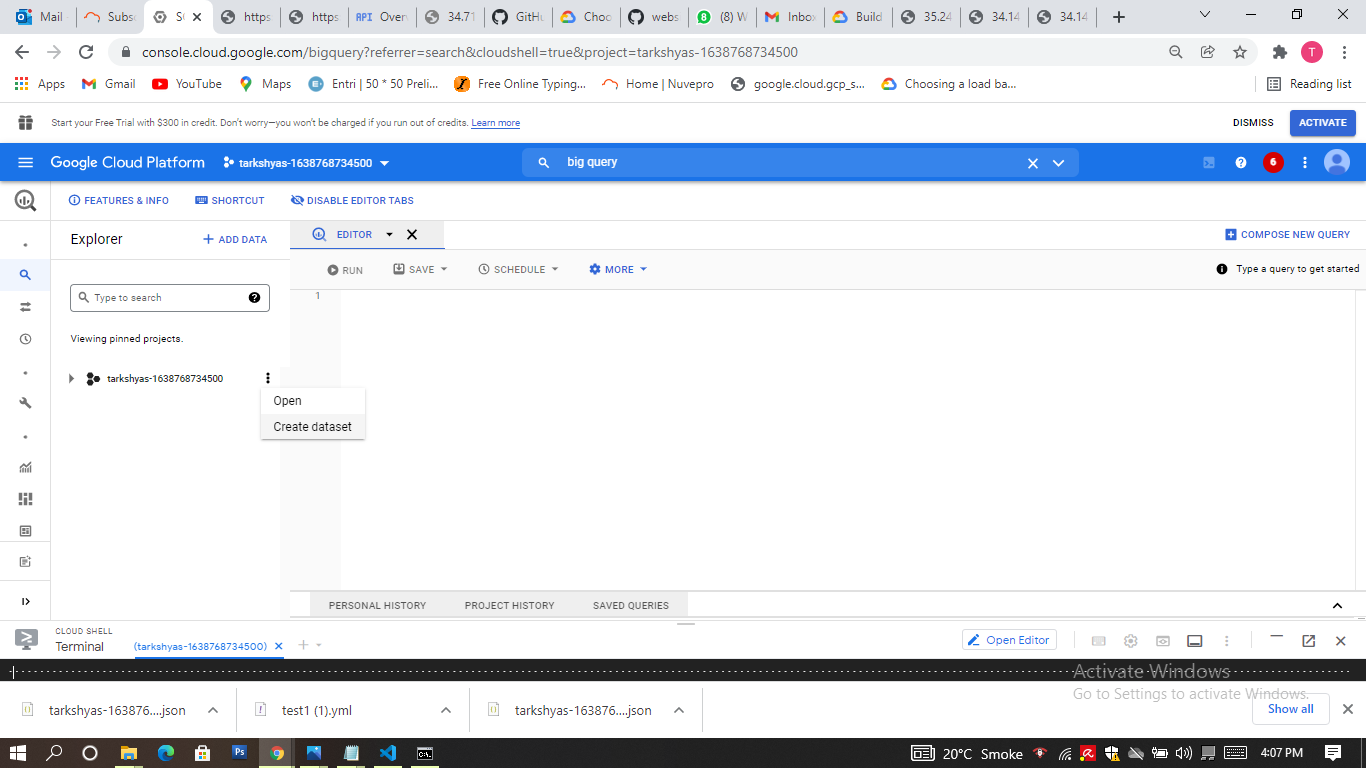 Mail
Subs
SC
https
https
API Over
34.71
GitHu
Choo
webs
8 (8) W
Inbo
Build
35.24
34.14
34.14
console.cloud.google.com/bigquery?referrer=search&cloudshell=true&project=tarkshyas-1638768734500
T
Apps
Gmail
YouTube
Maps
Entri | 50 * 50 Preli...
Free Online Typing...
Home | Nuvepro
google.cloud.gcp_s...
Choosing a load ba...
Reading list
Start your Free Trial with $300 in credit. Don't worry—you won't be charged if you run out of credits. Learn more
DISMISS
ACTIVATE
Google Cloud Platform
tarkshyas-1638768734500
big query
6
FEATURES & INFO
SHORTCUT
DISABLE EDITOR TABS
Explorer
+ ADD DATA
EDITOR
COMPOSE NEW QUERY
RUN
SAVE
SCHEDULE
MORE
Type a query to get started
Type to search
1
Viewing pinned projects.
tarkshyas-1638768734500
Open
Create dataset
PERSONAL HISTORY
PROJECT HISTORY
SAVED QUERIES
CLOUD SHELL
Terminal
(tarkshyas-1638768734500)
Open Editor
Activate Windows
Go to Settings to activate Windows.
tarkshyas-163876....json
test1 (1).yml
tarkshyas-163876....json
Show all
Ps
20°C Smoke
4:07 PM